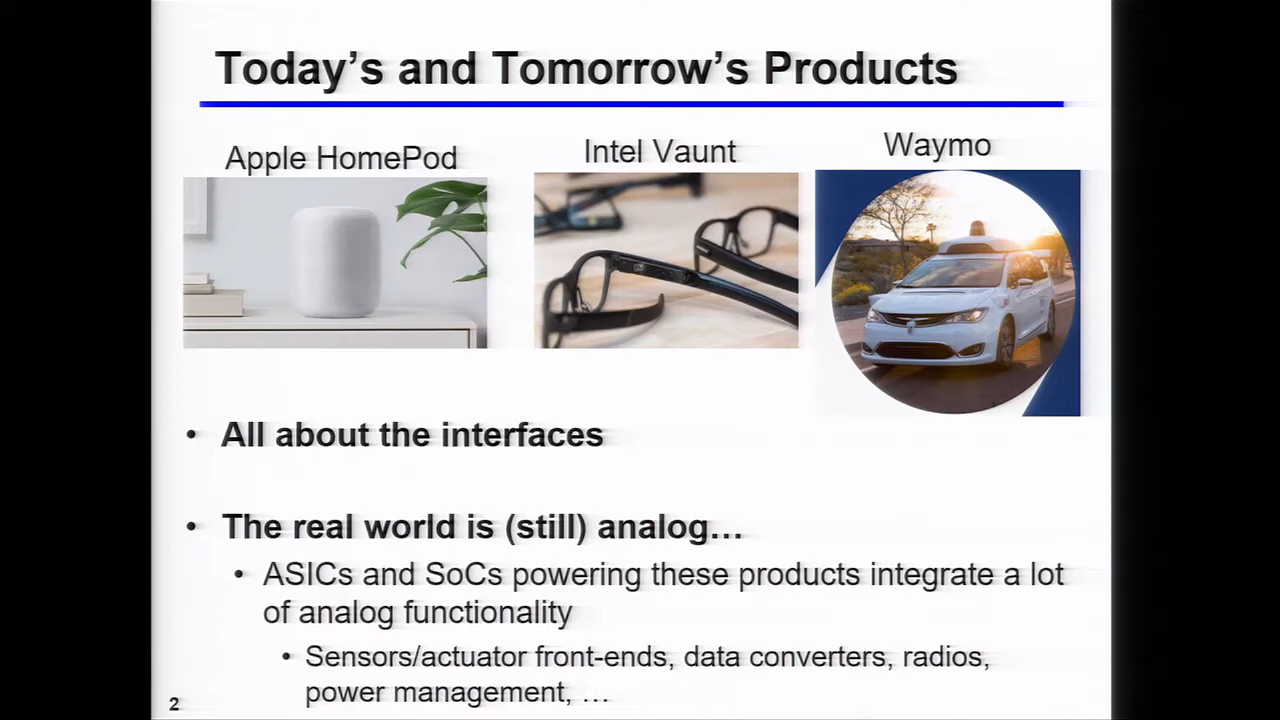 Today’s and Tomorrow’s Products
Apple HomePod
Intel Vaunt
Waymo
• All about the interfaces
• The real world is (still) analog…
• ASICs and SoCs powering these products integrate a lot
of analog functionality
• Sensors/actuator front-ends, data converters, radios,
power management, …
2